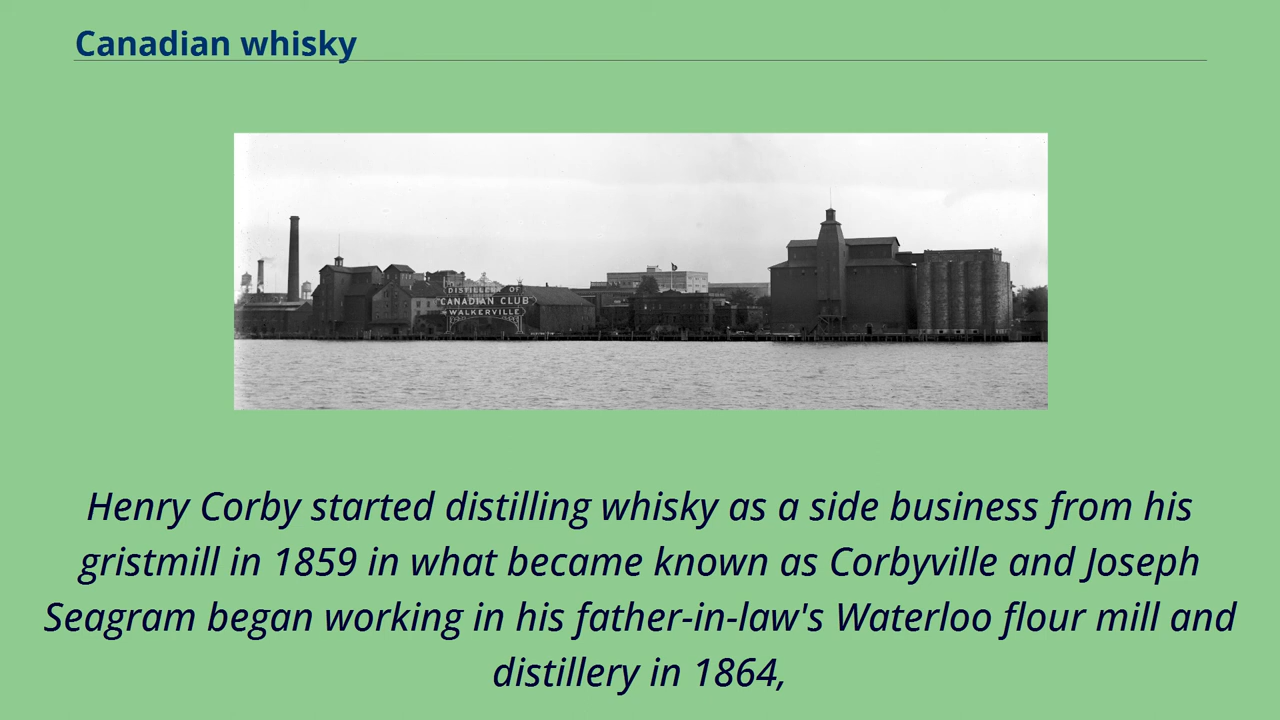 Canadian whisky
DISTILLERY OF
"CANADIAN CLUB"
WALKERVILLE
Henry Corby started distilling whisky as a side business from his
gristmill in 1859 in what became known as Corbyville and Joseph
Seagram began working in his father-in-law's Waterloo flour mill and
distillery in 1864,